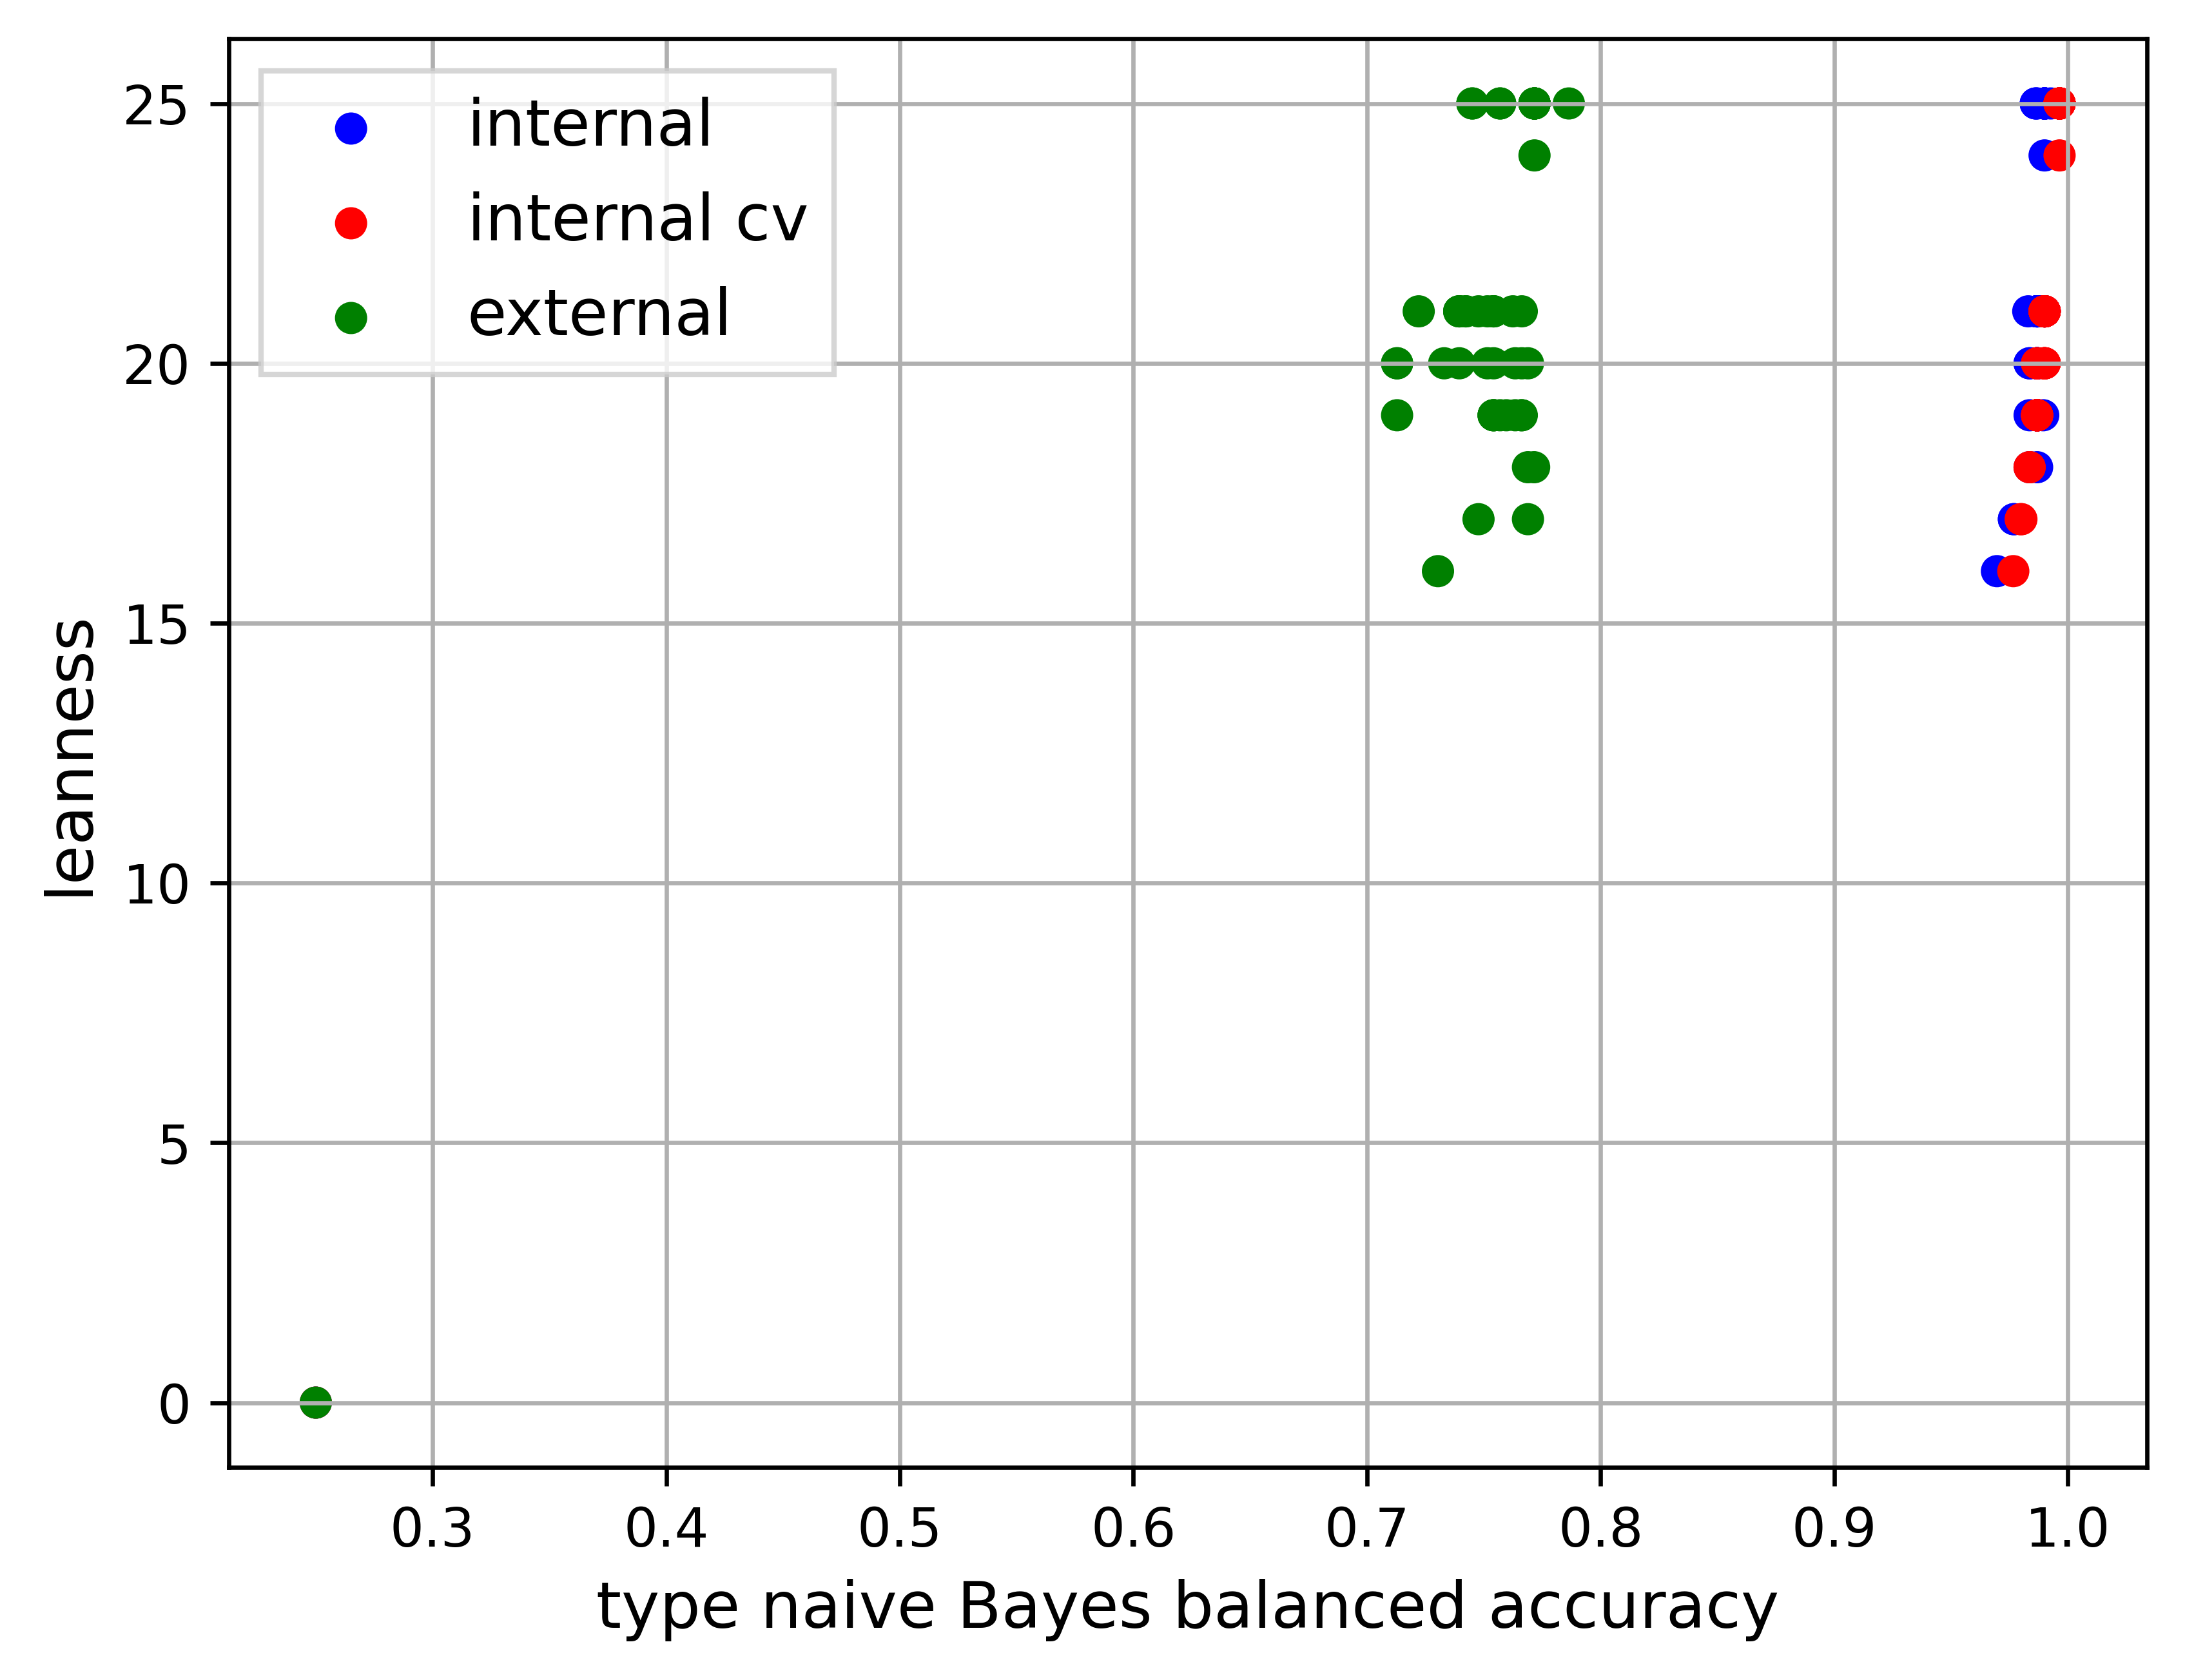 internal
internal cv
external
25
20
15
10
5
0
leanness
0.3 0.4 0.5 0.6 0.7 0.8 0.9 1.0
type naive Bayes balanced accuracy